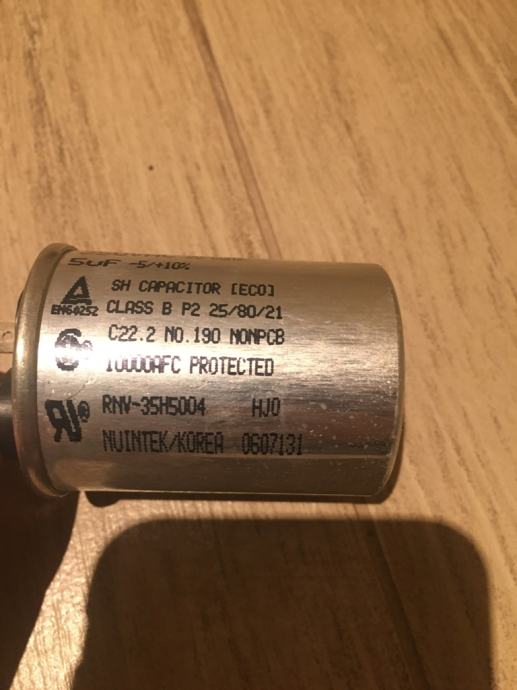 5uF -5/+10%
SH CAPACITOR [ECO]
EN60252 CLASS B P2 25/80/21
C22.2 NO.190 NONPCB
10000AFC PROTECTED
RNV-35H5004 HJ0
NUINTEK/KOREA 0607131